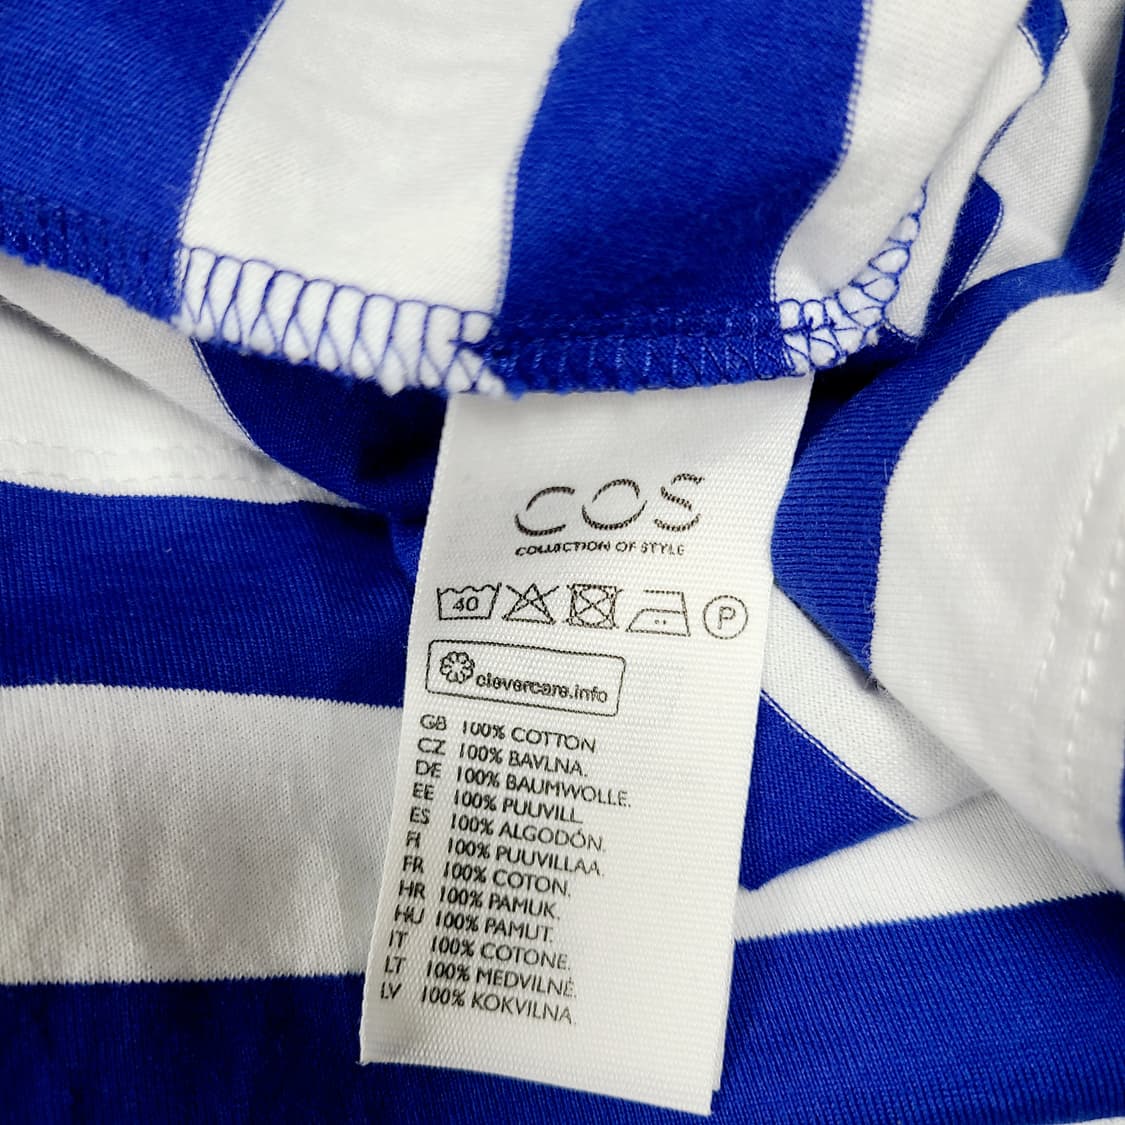 COS
COLLECTION OF STYLE
40
P
clevercare.info
GB 100% COTTON
CZ 100% BAVLNA.
DE 100% BAUMWOLLE.
EE 100% PUUVILL.
ES 100% ALGODÓN.
FI 100% PUUVILLAA.
FR 100% COTON.
HR 100% PAMUK.
HU 100% PAMUT.
IT 100% COTONE.
LT 100% MEDVILNĖ.
LV 100% KOKVILNA.